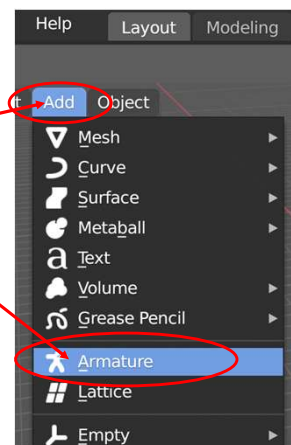 Help Layout Modeling
t Add Object
Mesh
Curve
Surface
Metaball
Text
Volume
Grease Pencil
Armature
Lattice
Empty